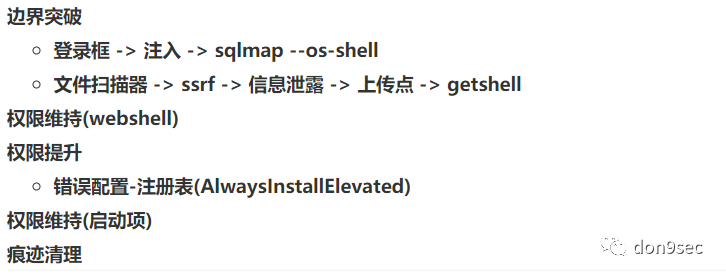 边界突破
登录框 -> 注入 -> sqlmap --os-shell
文件扫描器 -> ssrf -> 信息泄露 -> 上传点 -> getshell
权限维持(webshell)
权限提升
错误配置-注册表(AlwaysInstallElevated)
权限维持(启动项)
痕迹清理
don9sec